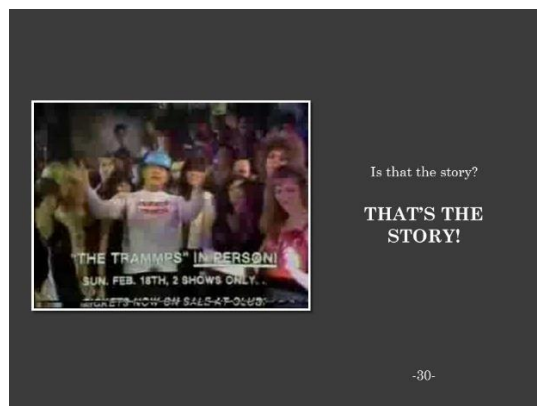 "THE TRAMMPS" IN PERSON!
SUN. FEB. 18TH, 2 SHOWS ONLY...
TICKETS NOW ON SALE AT CLUB!
Is that the story?
THAT'S THE
STORY!
-30-